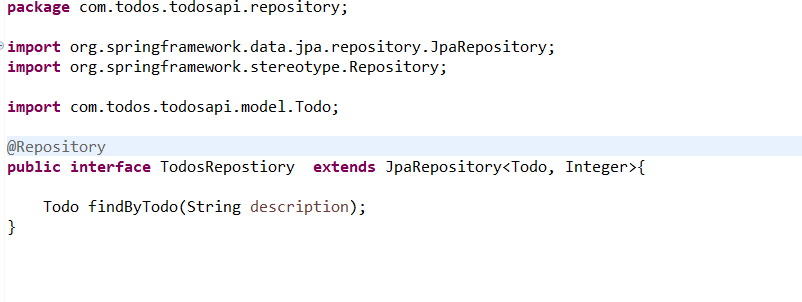 package com.todos.todosapi.repository;
import org.springframework.data.jpa.repository.JpaRepository;
import org.springframework.stereotype.Repository;
import com.todos.todosapi.model.Todo;
@Repository
public interface TodosRepostiory  extends JpaRepository<Todo, Integer>{
    Todo findByTodo(String description);
}